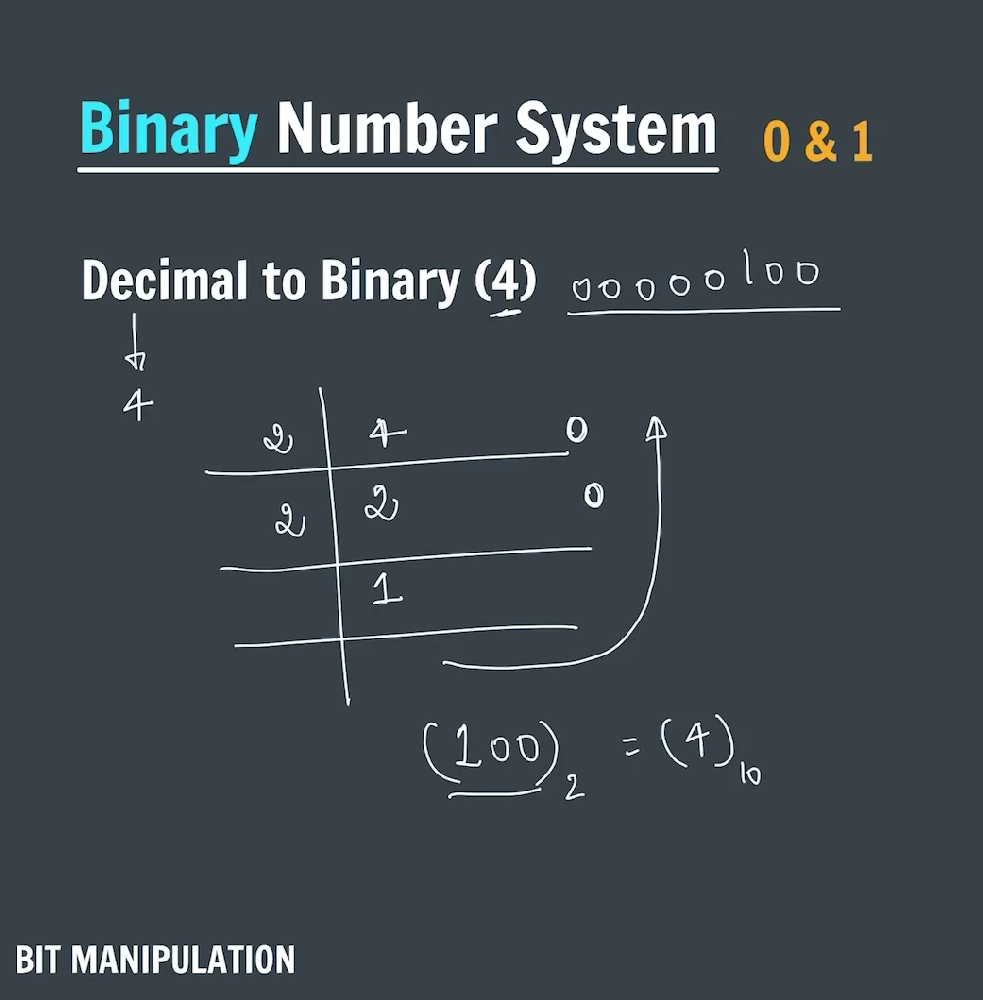 Binary Number System 0 & 1
Decimal to Binary (4) 00000100
4
2 4 0
2 2 0
1
(100)2 = (4)10
BIT MANIPULATION